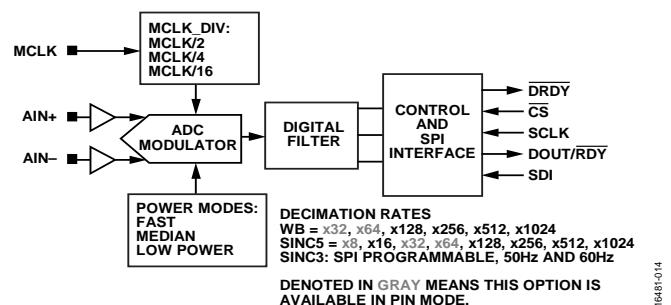 MCLK
MCLK_DIV:
MCLK/2
MCLK/4
MCLK/16
AIN+
AIN–
ADC
MODULATOR
DIGITAL
FILTER
CONTROL
AND
SPI
INTERFACE
DRDY
CS
SCLK
DOUT/RDY
SDI
POWER MODES:
FAST
MEDIAN
LOW POWER
DECIMATION RATES
WB = x32, x64, x128, x256, x512, x1024
SINC5 = x8, x16, x32, x64, x128, x256, x512, x1024
SINC3: SPI PROGRAMMABLE, 50Hz AND 60Hz
DENOTED IN GRAY MEANS THIS OPTION IS
AVAILABLE IN PIN MODE.
16481-014